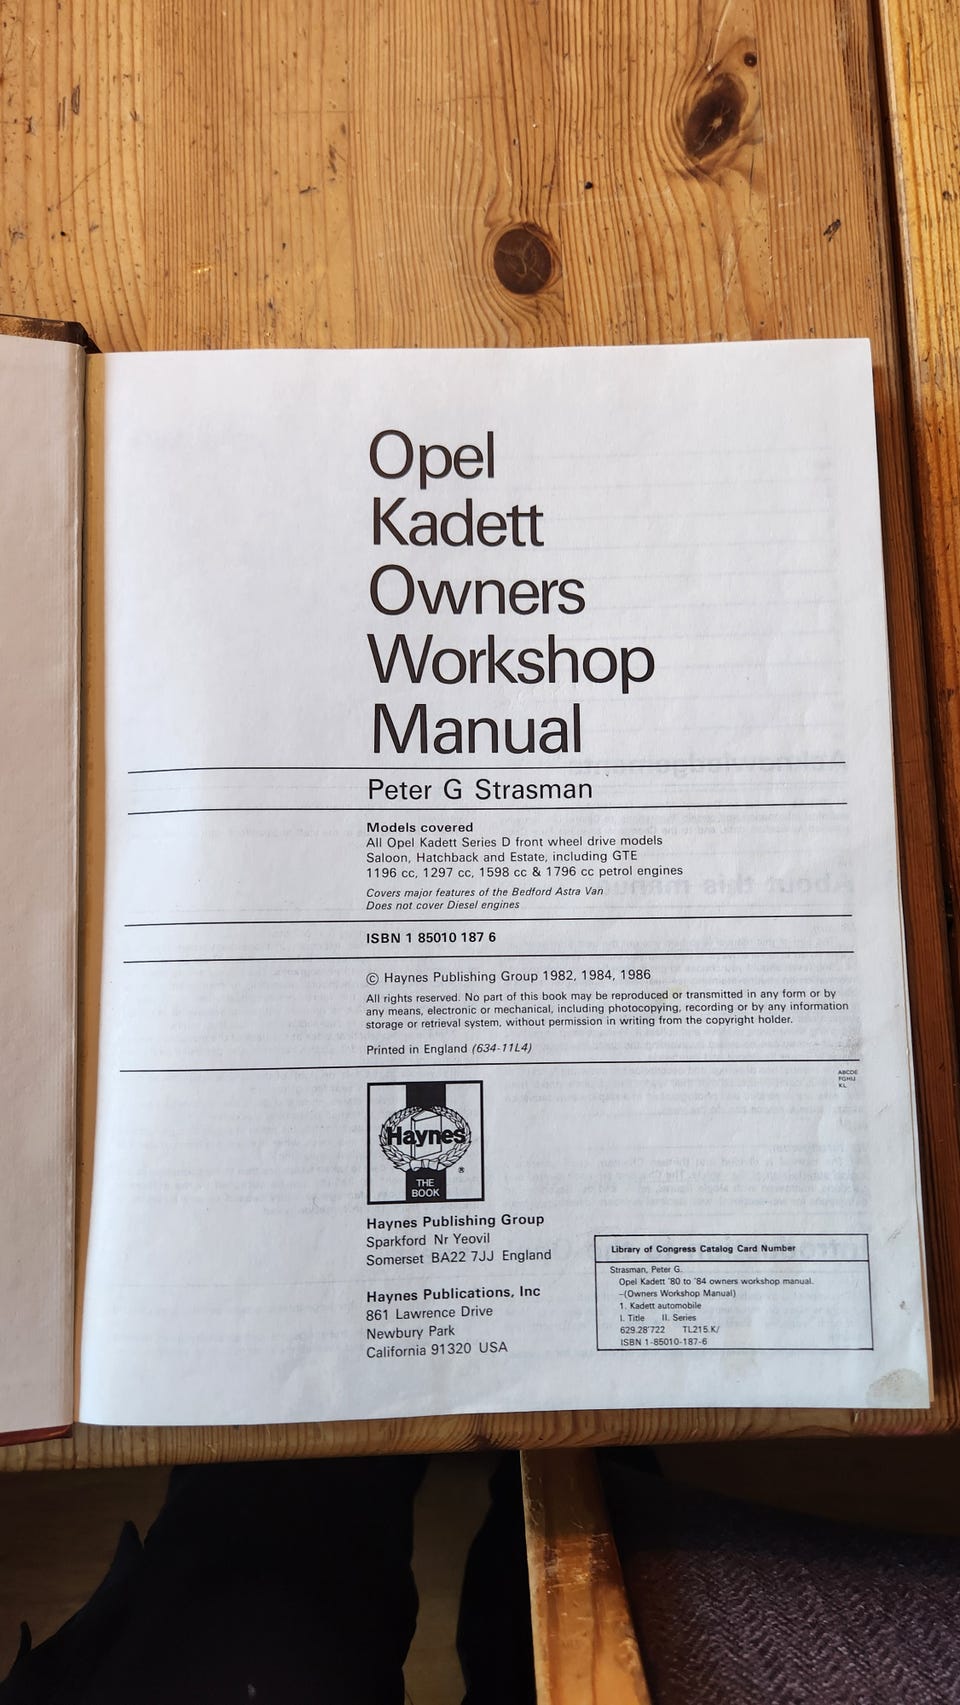 Opel
Kadett
Owners
Workshop
Manual
Peter G Strasman
Models covered
All Opel Kadett Series D front wheel drive models
Saloon, Hatchback and Estate, including GTE
1196 cc, 1297 cc, 1598 cc & 1796 cc petrol engines
Covers major features of the Bedford Astra Van
Does not cover Diesel engines
ISBN 1 85010 187 6
© Haynes Publishing Group 1982, 1984, 1986
All rights reserved. No part of this book may be reproduced or transmitted in any form or by
any means, electronic or mechanical, including photocopying, recording or by any information
storage or retrieval system, without permission in writing from the copyright holder.
Printed in England (634-11L4)
ABCDE
FGHIJ
KL
Haynes
®
THE
BOOK
Haynes Publishing Group
Sparkford Nr Yeovil
Somerset BA22 7JJ England
Haynes Publications, Inc
861 Lawrence Drive
Newbury Park
California 91320 USA
Library of Congress Catalog Card Number
Strasman, Peter G.
Opel Kadett '80 to '84 owners workshop manual.
–(Owners Workshop Manual)
1. Kadett automobile
I. Title II. Series
629.28'722 TL215.K/
ISBN 1-85010-187-6